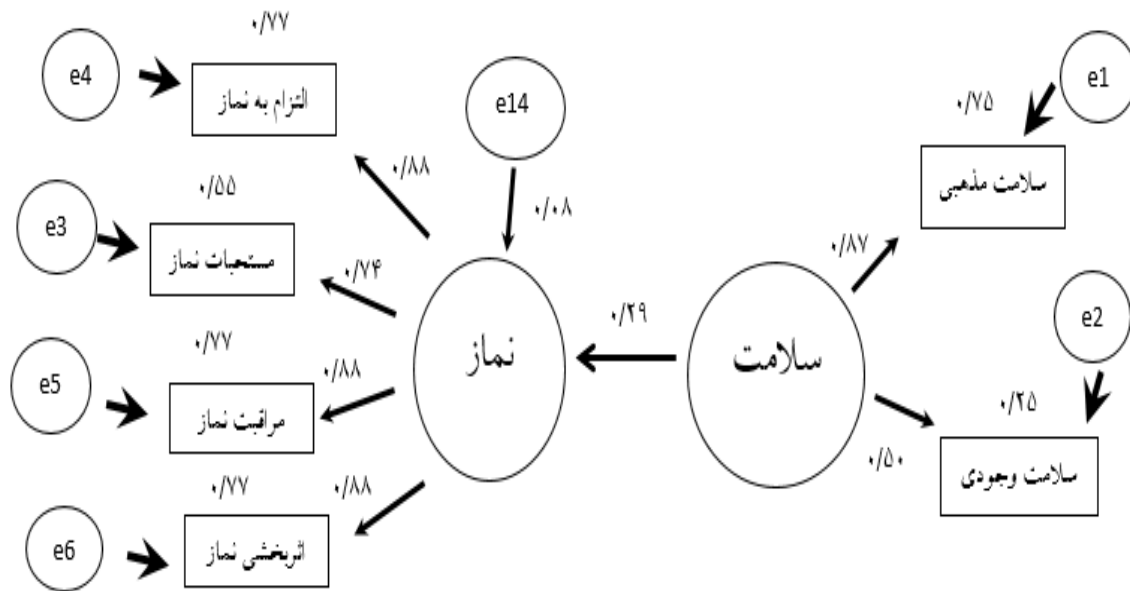 ۰/۷۷
e4
التزام به نماز
e14
e1
۰/۷۵
سلامت مذهبی
۰/۸۸
۰/۵۵
e3
مستحبات نماز
۰/۰۸
۰/۸۷
۰/۷۴
e2
۰/۷۷
۰/۲۹
نماز
سلامت
e5
۰/۸۸
مراقبت نماز
۰/۲۵
۰/۵۰
سلامت وجودی
۰/۷۷
۰/۸۸
e6
اثربخشی نماز